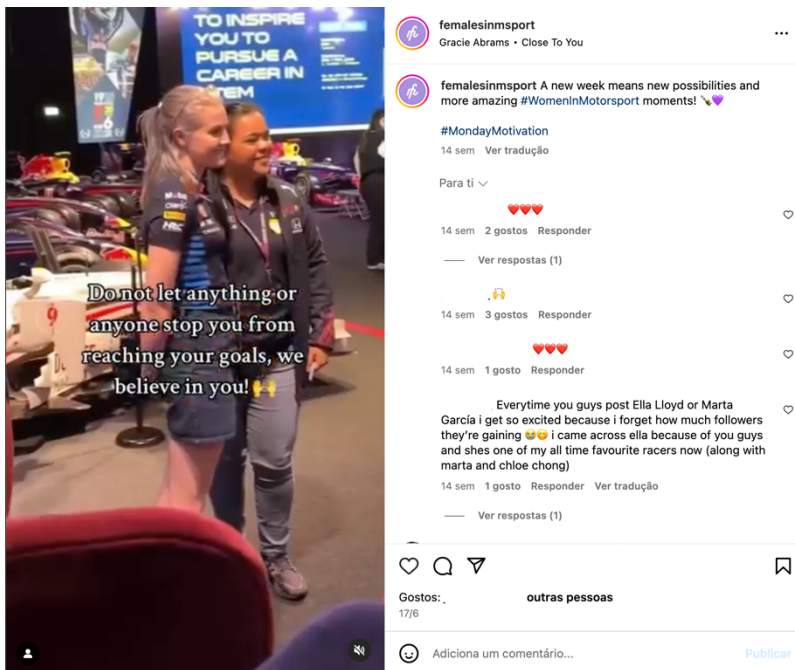 TO INSPIRE
YOU TO
PURSUE A
CAREER IN
TEM
Do not let anything or
anyone stop you from
reaching your goals, we
believe in you! 🙌
9
femalesinmsport
Gracie Abrams • Close To You
femalesinmsport A new week means new possibilities and
more amazing #WomenInMotorsport moments! 🍾💜
#MondayMotivation
14 sem Ver tradução
Para ti
❤️❤️❤️
14 sem 2 gostos Responder
Ver respostas (1)
🙌
14 sem 3 gostos Responder
❤️❤️❤️
14 sem 1 gosto Responder
Everytime you guys post Ella Lloyd or Marta
García i get so excited because i forget how much followers
they're gaining 😭😋 i came across ella because of you guys
and shes one of my all time favourite racers now (along with
marta and chloe chong)
14 sem 1 gosto Responder Ver tradução
Ver respostas (1)
Gostos: outras pessoas
17/6
Adiciona um comentário...
Publicar